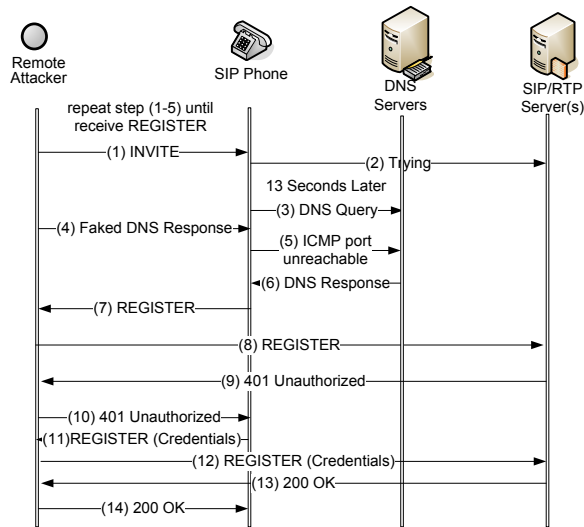 Remote
Attacker
SIP Phone
DNS
Servers
SIP/RTP
Server(s)
repeat step (1-5) until
receive REGISTER
(1) INVITE
(2) Trying
13 Seconds Later
(3) DNS Query
(4) Faked DNS Response
(5) ICMP port
unreachable
(6) DNS Response
(7) REGISTER
(8) REGISTER
(9) 401 Unauthorized
(10) 401 Unauthorized
(11)REGISTER (Credentials)
(12) REGISTER (Credentials)
(13) 200 OK
(14) 200 OK